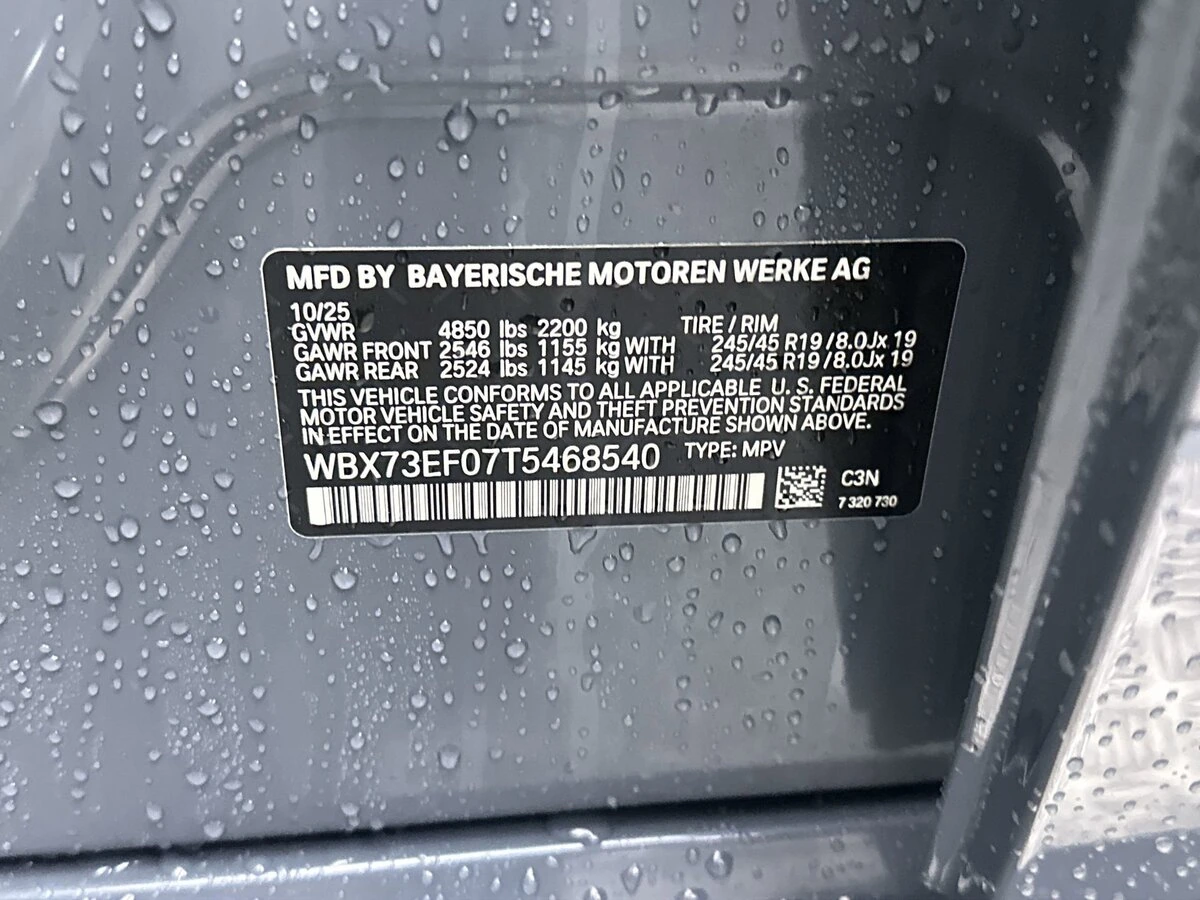 MFD BY BAYERISCHE MOTOREN WERKE AG
10/25
GVWR 4850 lbs 2200 kg TIRE / RIM
GAWR FRONT 2546 lbs 1155 kg WITH 245/45 R19 /8.0Jx 19
GAWR REAR 2524 lbs 1145 kg WITH 245/45 R19 /8.0Jx 19
THIS VEHICLE CONFORMS TO ALL APPLICABLE U. S. FEDERAL
MOTOR VEHICLE SAFETY AND THEFT PREVENTION STANDARDS
IN EFFECT ON THE DATE OF MANUFACTURE SHOWN ABOVE.
WBX73EF07T5468540 TYPE: MPV
C3N
7 320 730